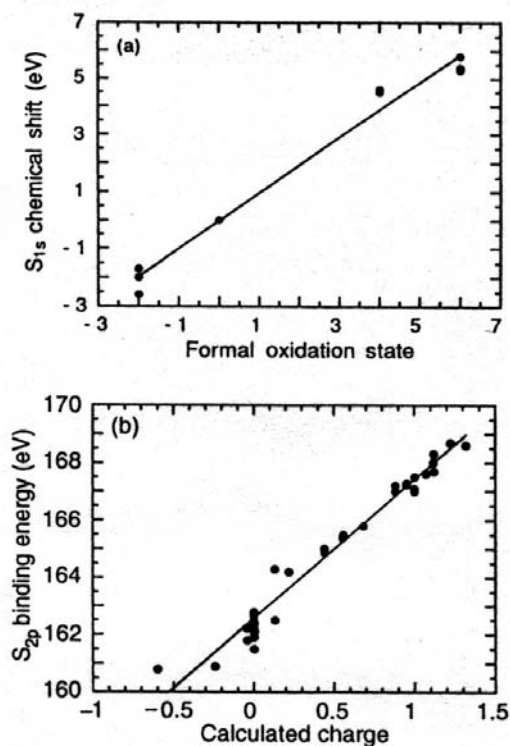 (a)
S1s chemical shift (eV)
7
5
3
1
-1
-3
-3 -1 1 3 5 7
Formal oxidation state
(b)
S2p binding energy (eV)
170
168
166
164
162
160
-1 -0.5 0 0.5 1 1.5
Calculated charge